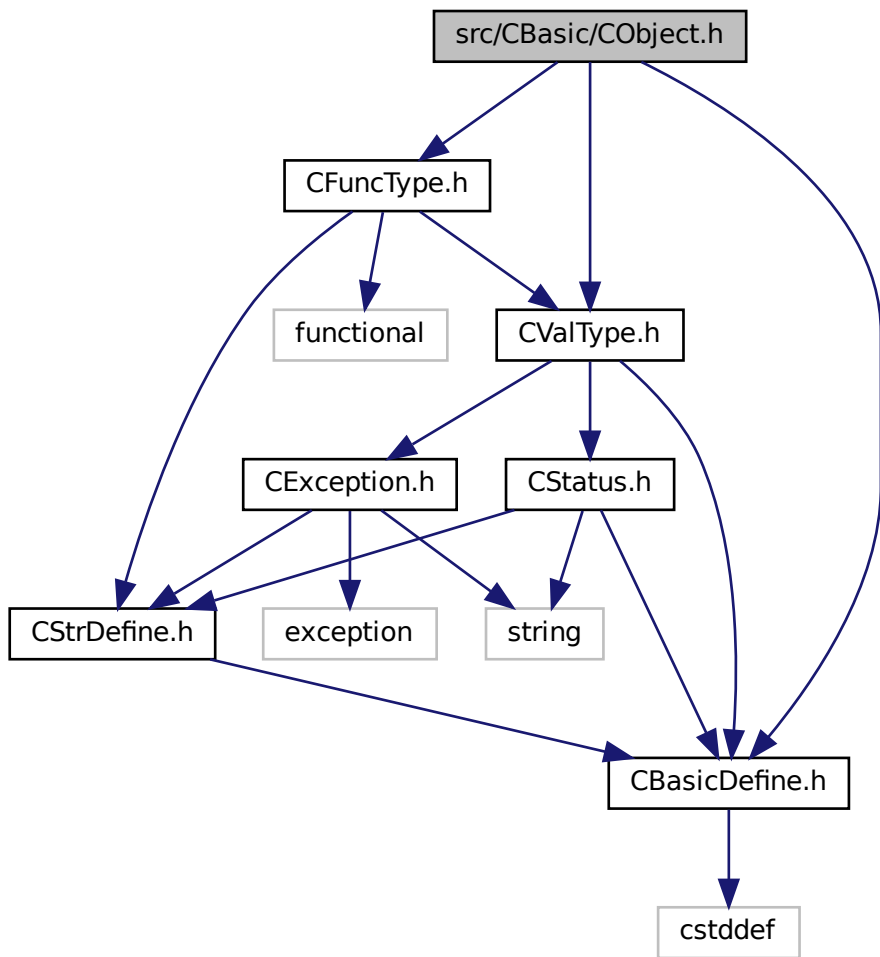 src/CBasic/CObject.h
CFuncType.h
functional
CValType.h
CException.h
CStatus.h
CStrDefine.h
exception
string
CBasicDefine.h
cstddef